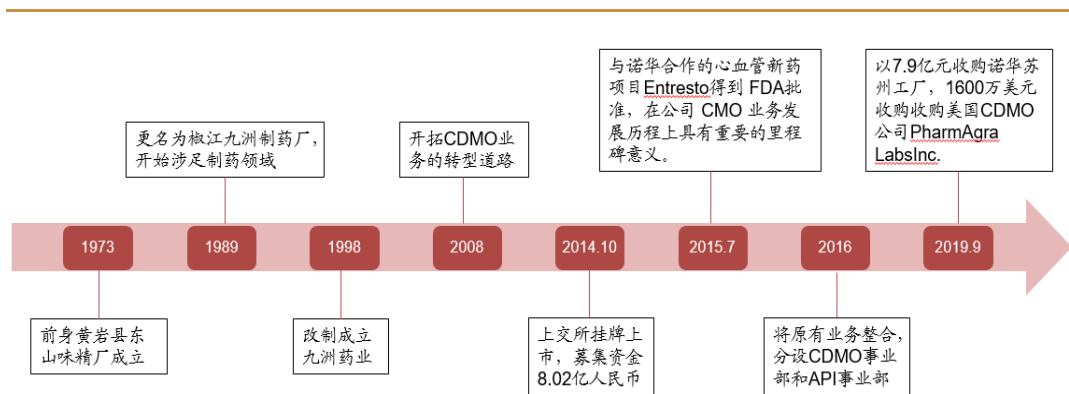 更名为椒江九洲制药厂，
开始涉足制药领域
开拓CDMO业
务的转型道路
与诺华合作的心血管新药
项目Entresto得到 FDA批
准，在公司 CMO 业务发
展历程上具有重要的里程
碑意义。
以7.9亿元收购诺华苏
州工厂，1600万美元
收购收购美国CDMO
公司PharmAgra
LabsInc.
1973
1989
1998
2008
2014.10
2015.7
2016
2019.9
前身黄岩县东
山味精厂成立
改制成立
九洲药业
上交所挂牌上
市，募集资金
8.02亿人民币
将原有业务整合，
分设CDMO事业
部和API事业部